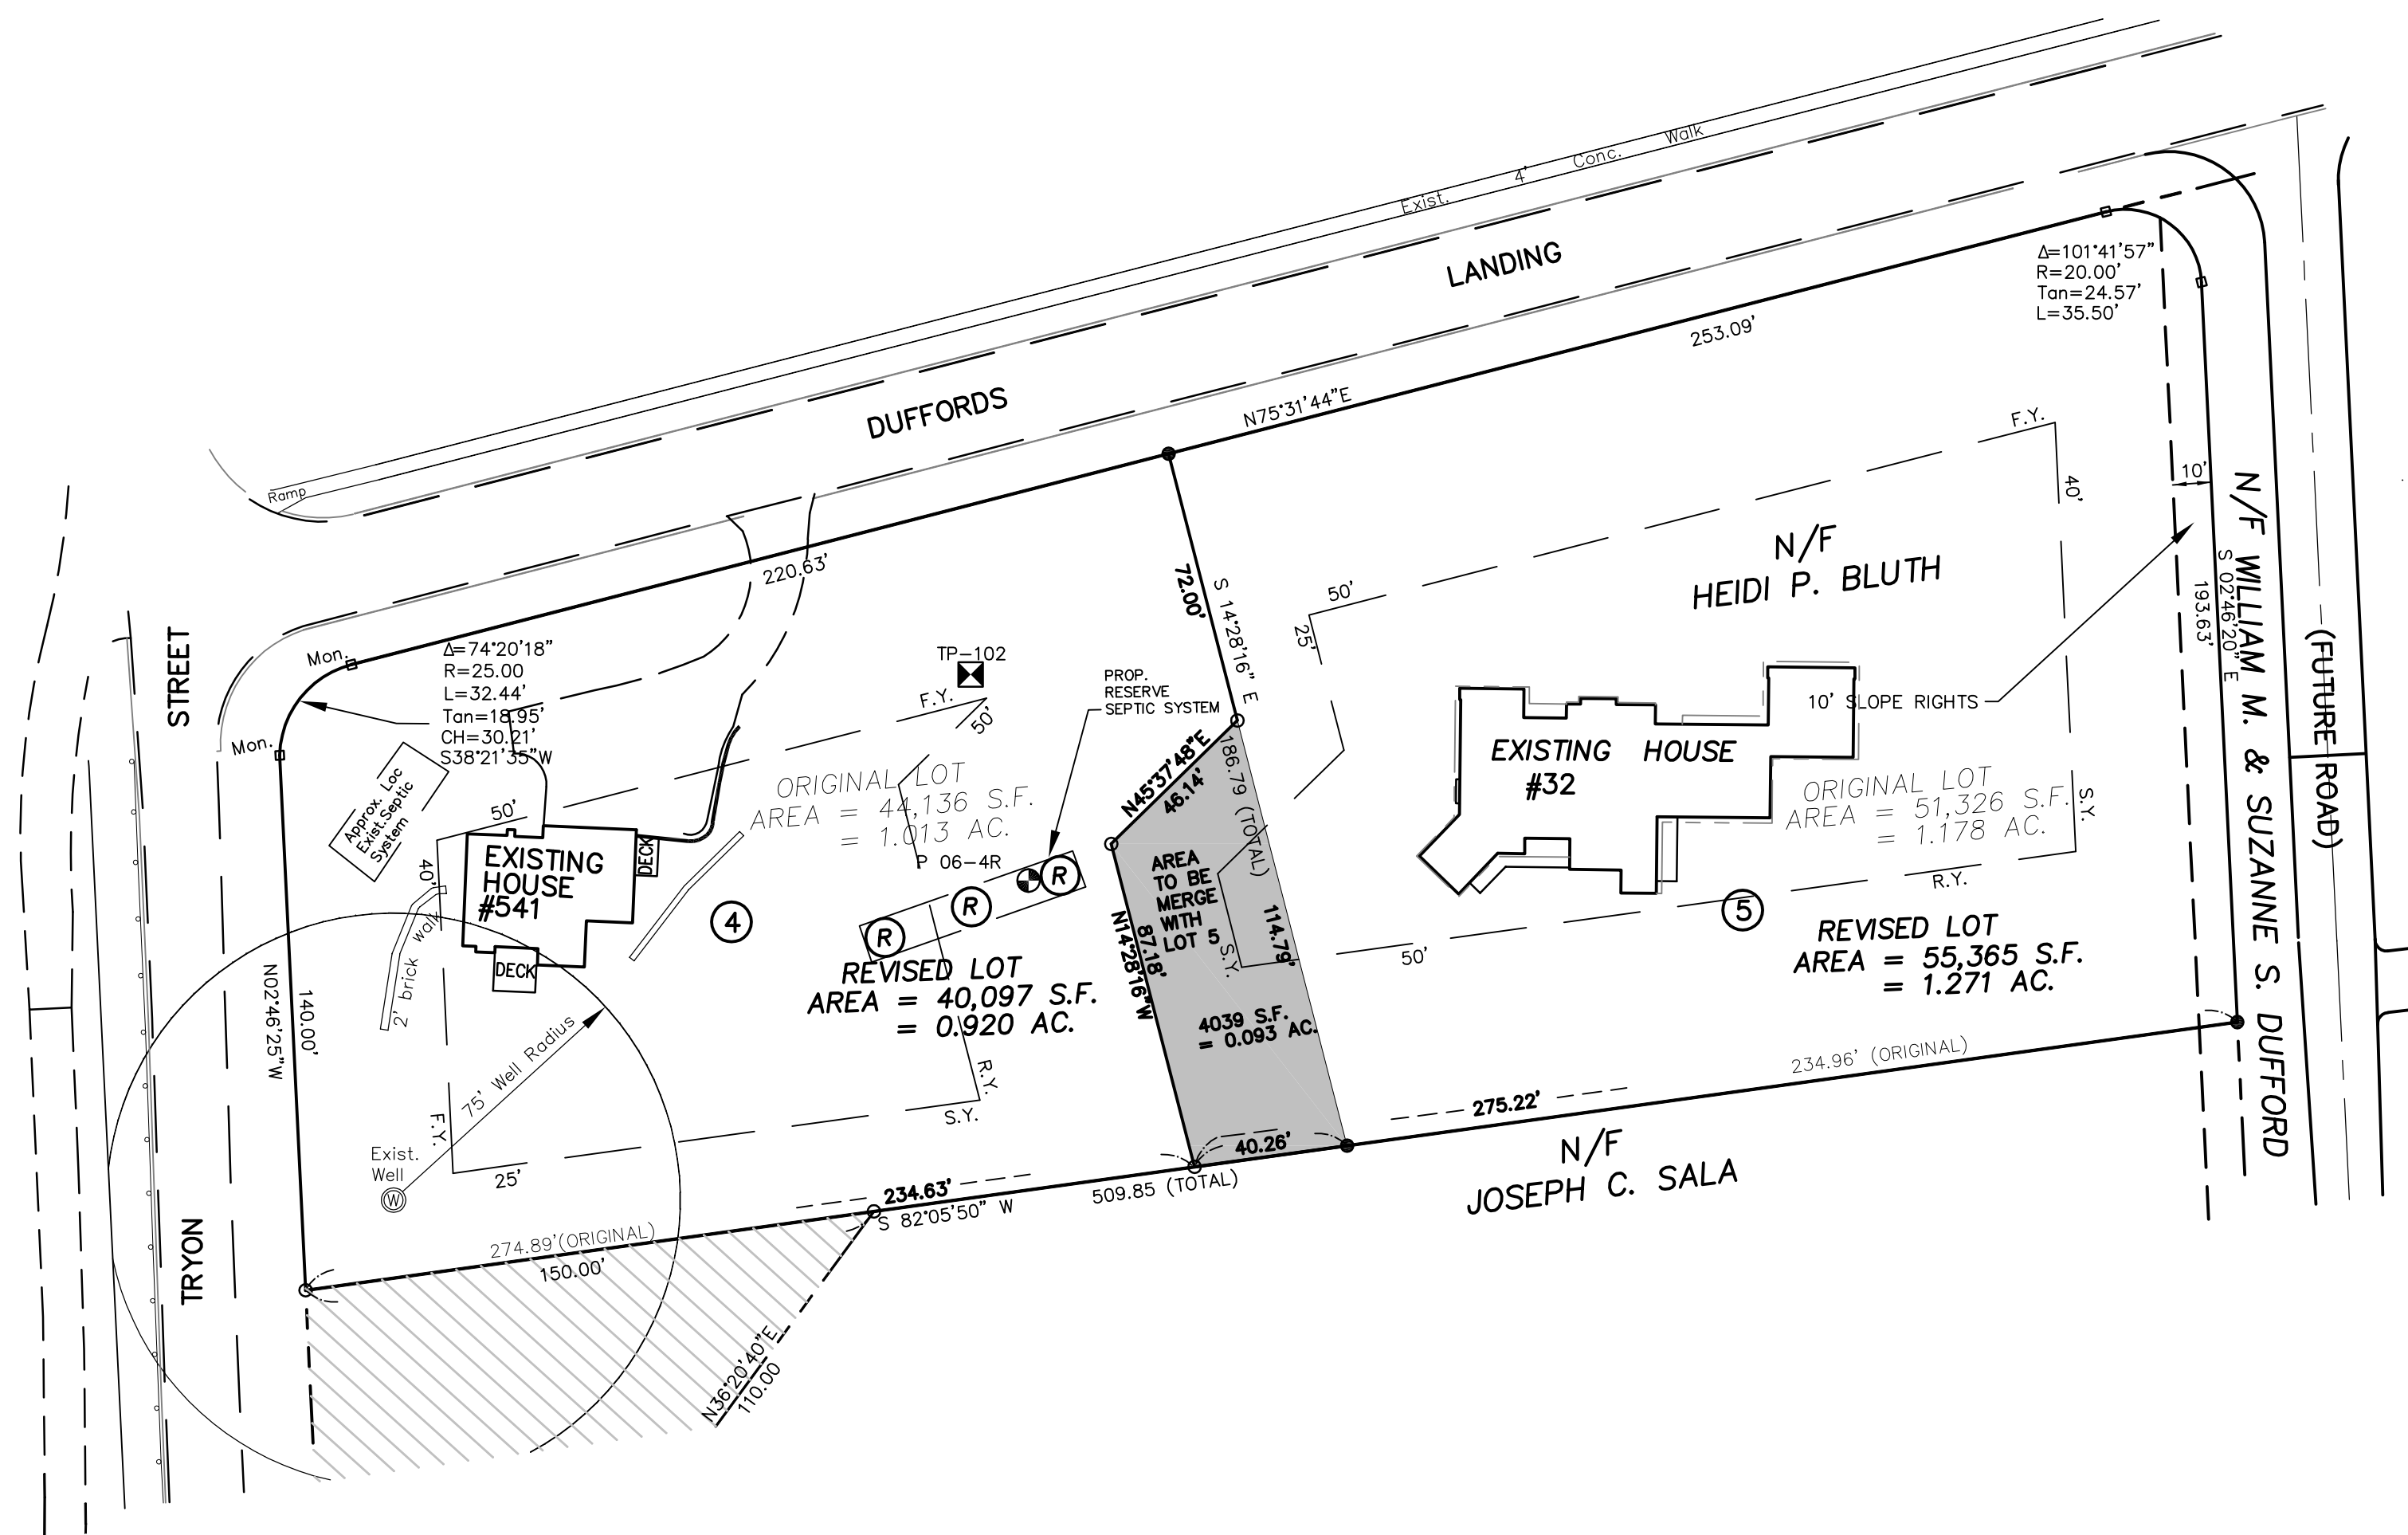 Exist. 4' Conc. Walk
LANDING
DUFFORDS
Ramp
253.09'
N75°31'44"E
220.63'
Δ=101°41'57"
R=20.00'
Tan=24.57'
L=35.50'
F.Y.
40'
10'
N/F WILLIAM M. & SUZANNE S. DUFFORD
(FUTURE ROAD)
S 02°46'20" E
193.63'
10' SLOPE RIGHTS
N/F
HEIDI P. BLUTH
50'
25'
72.00'
S 14°28'16" E
STREET
TRYON
Mon.
Mon.
Δ=74°20'18"
R=25.00
L=32.44'
Tan=18.95'
CH=30.21'
S38°21'35"W
TP-102
F.Y.
50'
PROP.
RESERVE
SEPTIC SYSTEM
Approx. Loc
Exist.Septic
System
50'
40'
ORIGINAL LOT
AREA = 44,136 S.F.
= 1.013 AC.
P 06-4R
R
R
R
EXISTING
HOUSE
#541
DECK
DECK
2' brick walk
4
REVISED LOT
AREA = 40,097 S.F.
= 0.920 AC.
N45°37'48"E
46.14'
186.79 (TOTAL)
114.79'
AREA
TO BE
MERGE
WITH
LOT 5
S.Y.
87.18'
N14°28'16"W
4039 S.F.
= 0.093 AC.
EXISTING HOUSE
#32
ORIGINAL LOT
AREA = 51,326 S.F.
= 1.178 AC.
S.Y.
R.Y.
50'
5
REVISED LOT
AREA = 55,365 S.F.
= 1.271 AC.
N02°46'25"W
140.00'
75' Well Radius
F.Y.
Exist.
Well
W
25'
R.Y.
S.Y.
234.96' (ORIGINAL)
275.22'
40.26'
N/F
JOSEPH C. SALA
509.85 (TOTAL)
234.63'
S 82°05'50" W
274.89'(ORIGINAL)
150.00'
N36°20'40"E
110.00